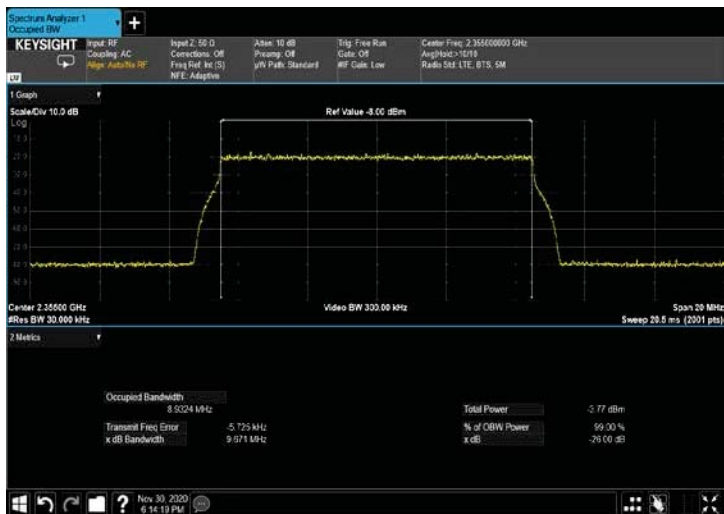 Spectrum Analyzer 1
Occupied BW
+
KEYSIGHT
Input: RF
Coupling: AC
Align: Auto/No RF
Input Z: 50 Ω
Corrections: Off
Freq Ref: Int (S)
NFE: Adaptive
Atten: 10 dB
Preamp: Off
µW Path: Standard
Trig: Free Run
Gate: Off
#IF Gain: Low
Center Freq: 2.355000000 GHz
Avg|Hold:>10/10
Radio Std: LTE, BTS, 5M
1 Graph
Scale/Div 10.0 dB
Ref Value -8.00 dBm
Log
Center 2.35500 GHz
Video BW 300.00 kHz
Span 20 MHz
#Res BW 30.000 kHz
Sweep 20.5 ms (2001 pts)
2 Metrics
Occupied Bandwidth
8.9324 MHz
Transmit Freq Error
-5.725 kHz
x dB Bandwidth
9.671 MHz
Total Power
-3.77 dBm
% of OBW Power
99.00 %
x dB
-26.00 dB
?
Nov 30, 2020
6:14:19 PM